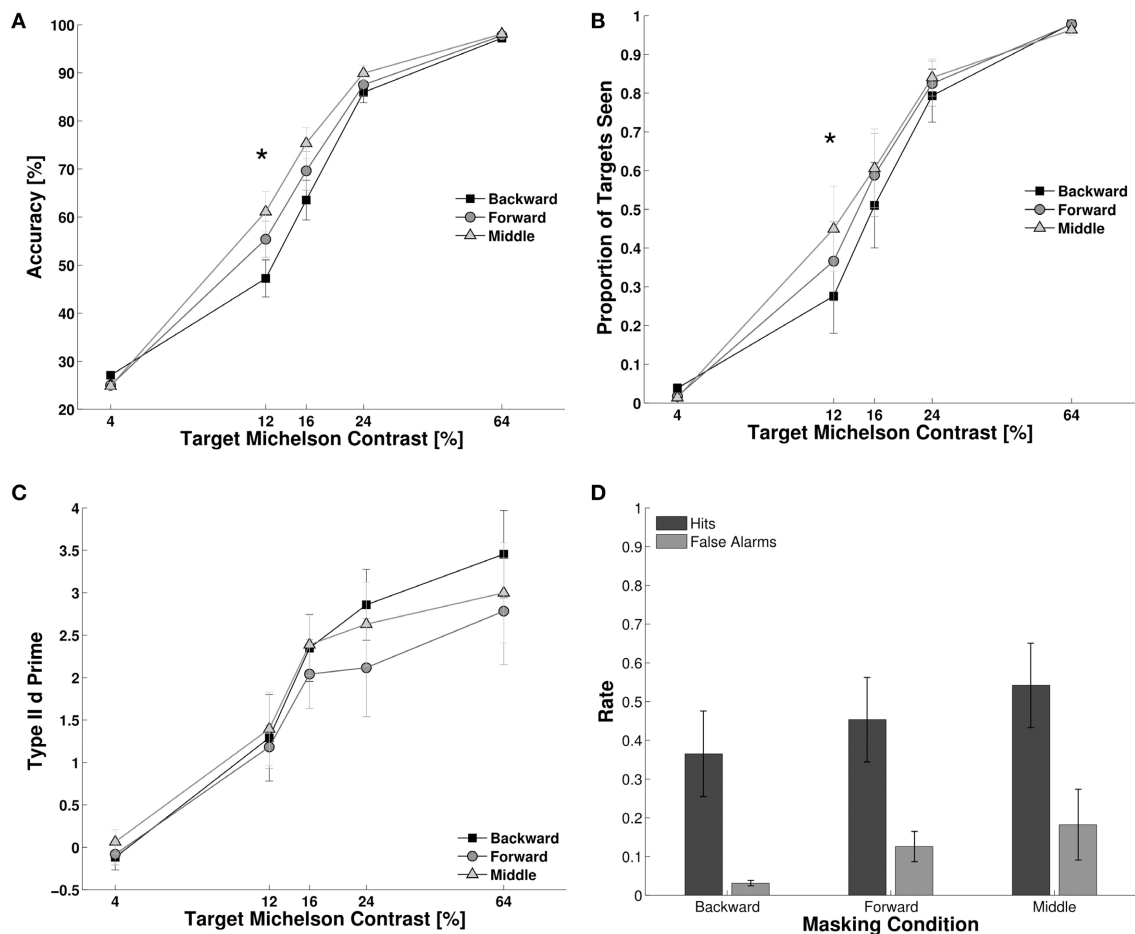 A
100
90
80
70
60
50
40
30
20
Accuracy [%]
*
Backward
Forward
Middle
4 12 16 24 64
Target Michelson Contrast [%]
B
1
0.9
0.8
0.7
0.6
0.5
0.4
0.3
0.2
0.1
0
Proportion of Targets Seen
*
Backward
Forward
Middle
4 12 16 24 64
Target Michelson Contrast [%]
C
4
3.5
3
2.5
2
1.5
1
0.5
0
−0.5
Type II d Prime
Backward
Forward
Middle
4 12 16 24 64
Target Michelson Contrast [%]
D
1
0.9
0.8
0.7
0.6
0.5
0.4
0.3
0.2
0.1
0
Rate
Hits
False Alarms
Backward Forward Middle
Masking Condition